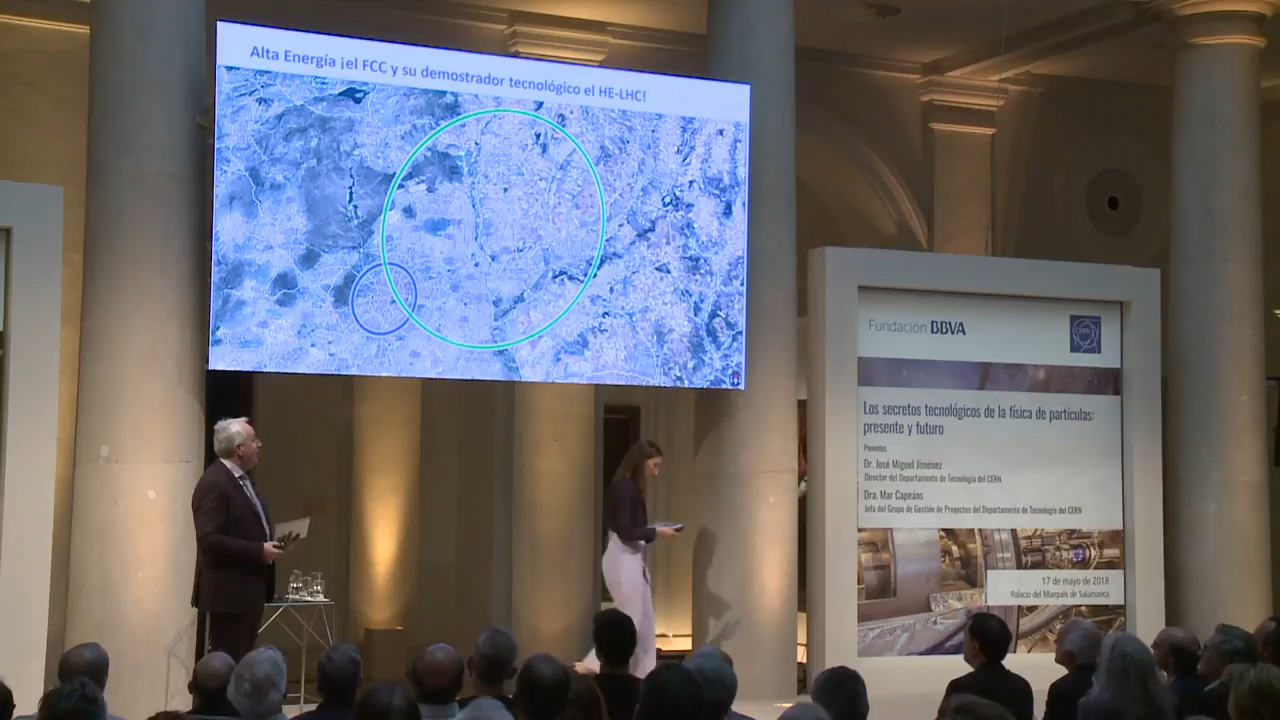 Alta Energía ¡el FCC y su demostrador tecnológico el HE-LHC!
Fundación BBVA
CERN
Los secretos tecnológicos de la física de partículas:
presente y futuro
Ponentes
Dr. José Miguel Jiménez
Director del Departamento de Tecnología del CERN
Dra. Mar Capeáns
Jefa del Grupo de Gestión de Proyectos del Departamento de Tecnología del CERN
17 de mayo de 2018
Palacio del Marqués de Salamanca